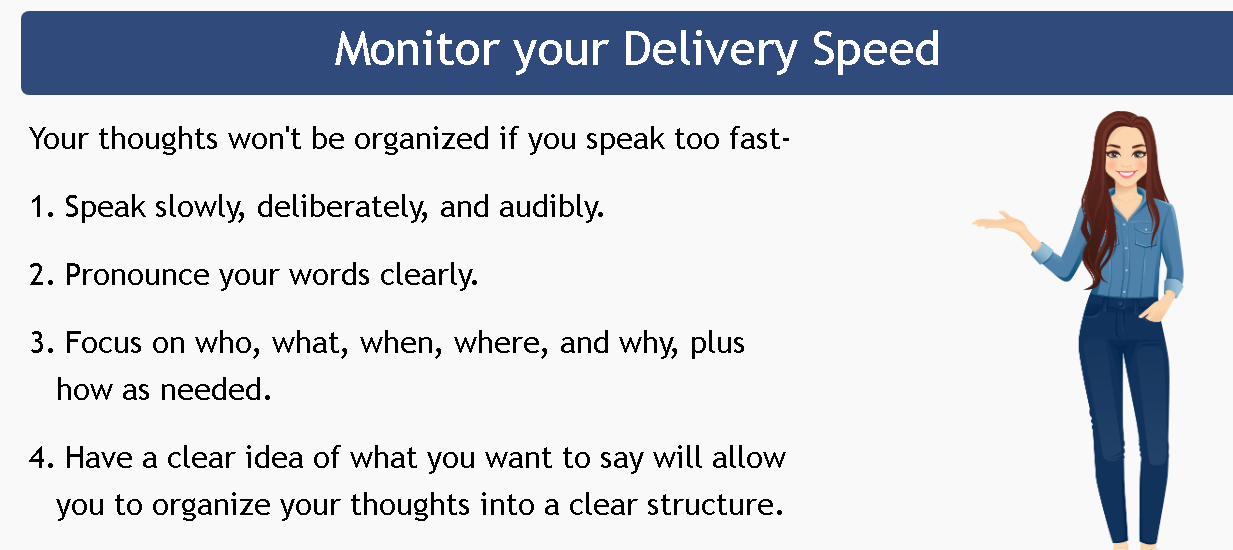 Monitor your Delivery Speed
Your thoughts won't be organized if you speak too fast-
1. Speak slowly, deliberately, and audibly.
2. Pronounce your words clearly.
3. Focus on who, what, when, where, and why, plus
how as needed.
4. Have a clear idea of what you want to say will allow
you to organize your thoughts into a clear structure.